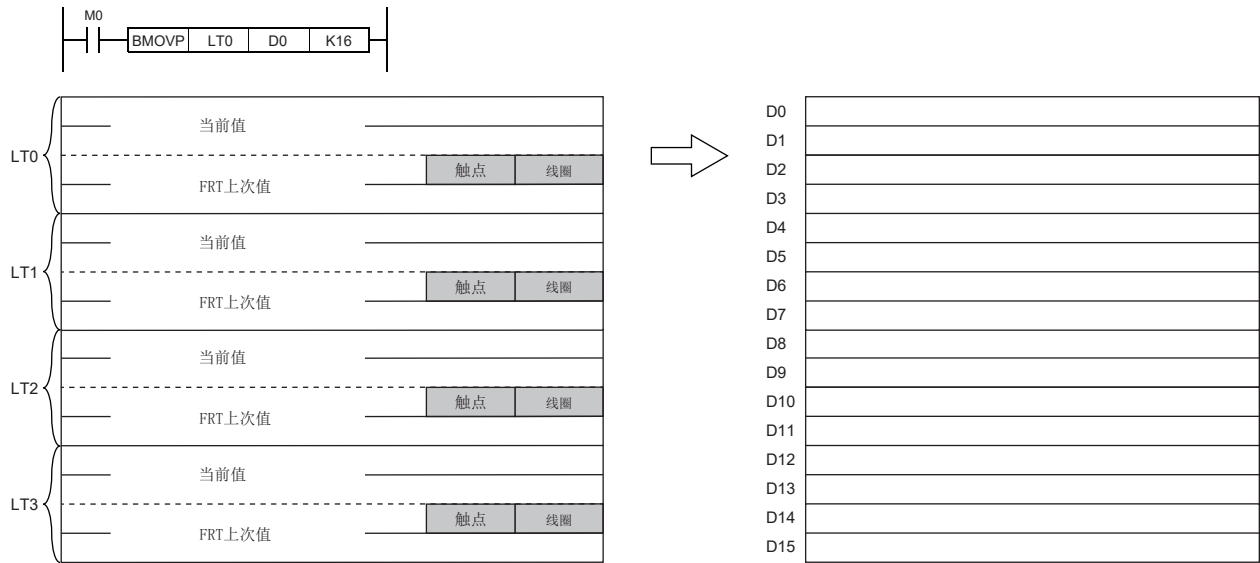 M0
BMOVP LT0 D0 K16
LT0
当前值
触点 线圈
FRT上次值
LT1
当前值
触点 线圈
FRT上次值
LT2
当前值
触点 线圈
FRT上次值
LT3
当前值
触点 线圈
FRT上次值
D0
D1
D2
D3
D4
D5
D6
D7
D8
D9
D10
D11
D12
D13
D14
D15